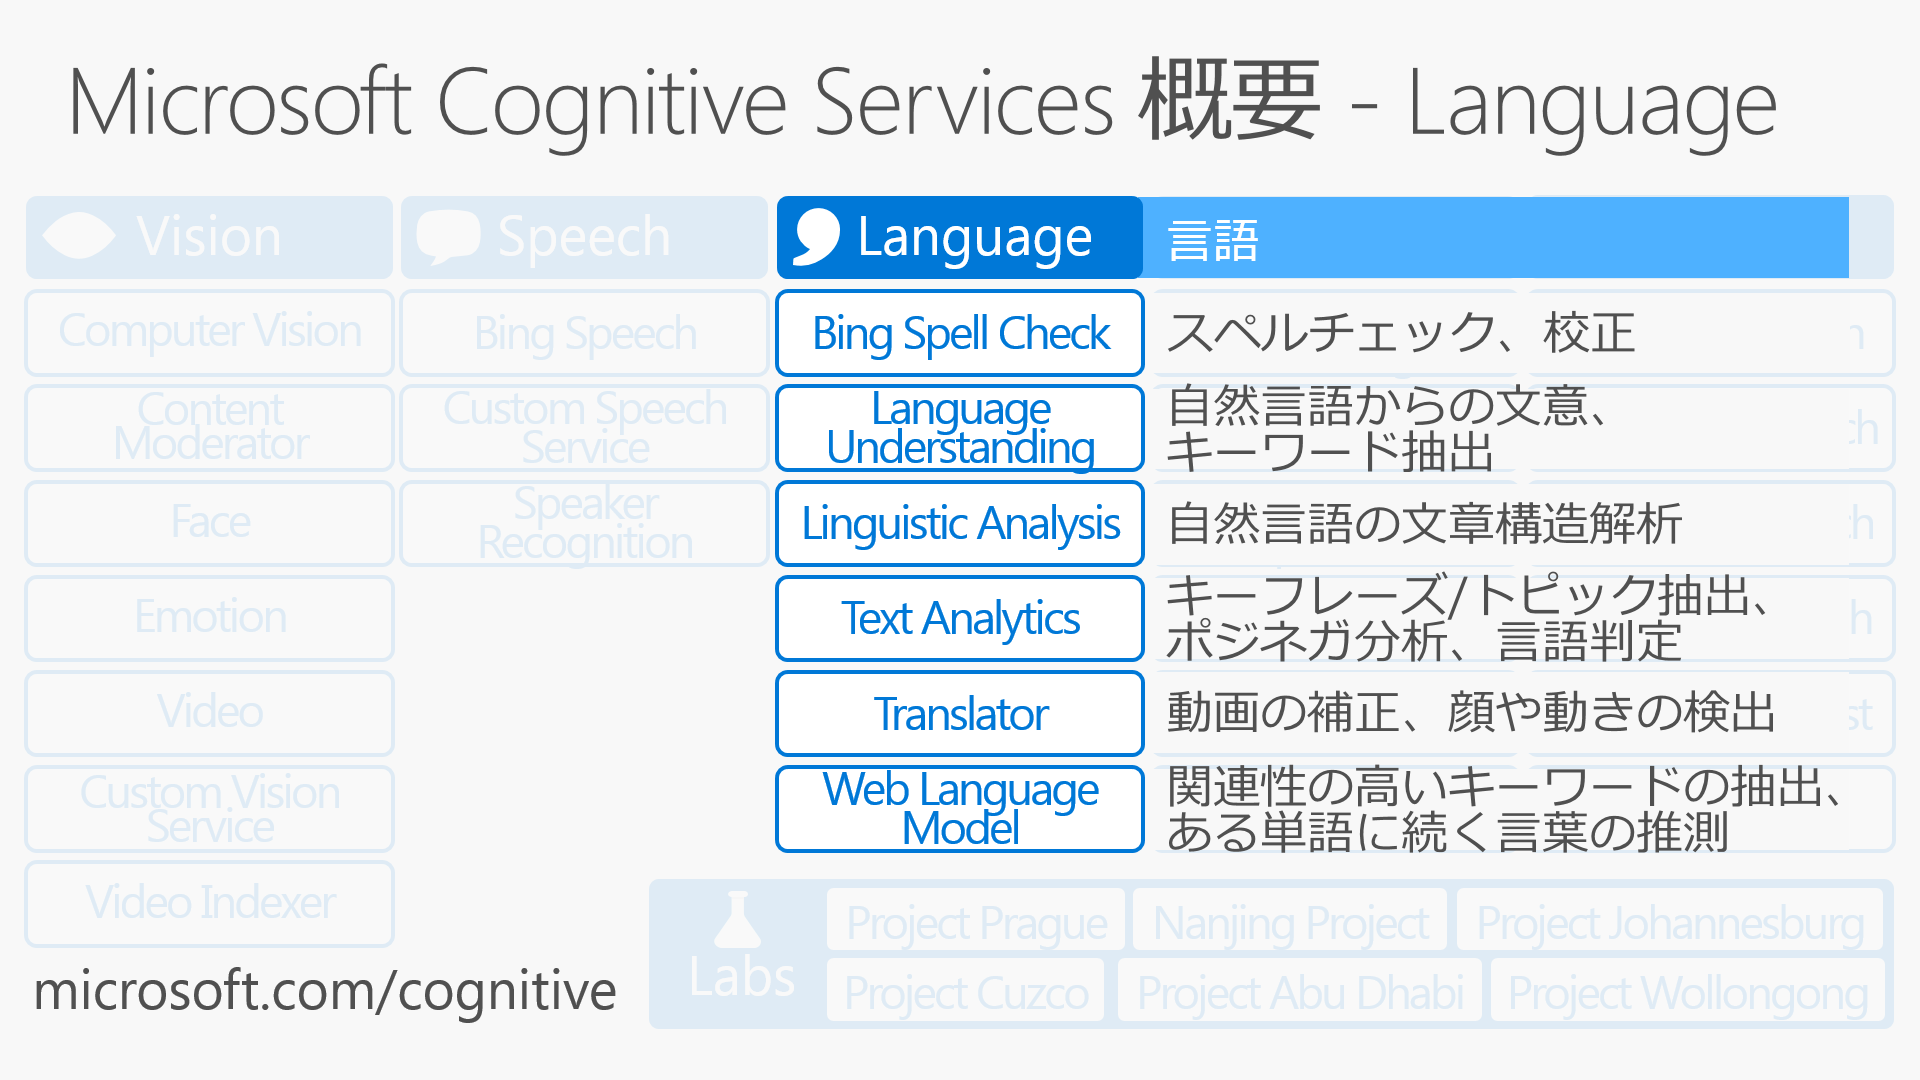 Microsoft Cognitive Services 概要 - Language
Vision
Speech
Language
言語
Computer Vision
Bing Speech
Bing Spell Check
スペルチェック、校正
Content
Moderator
Custom Speech
Service
Language
Understanding
自然言語からの文意、
キーワード抽出
Face
Speaker
Recognition
Linguistic Analysis
自然言語の文章構造解析
Emotion
Text Analytics
キーフレーズ/トピック抽出、
ポジネガ分析、言語判定
Video
Translator
動画の補正、顔や動きの検出
Custom Vision
Service
Web Language
Model
関連性の高いキーワードの抽出、
ある単語に続く言葉の推測
Video Indexer
Labs
Project Prague
Nanjing Project
Project Johannesburg
Project Cuzco
Project Abu Dhabi
Project Wollongong
microsoft.com/cognitive